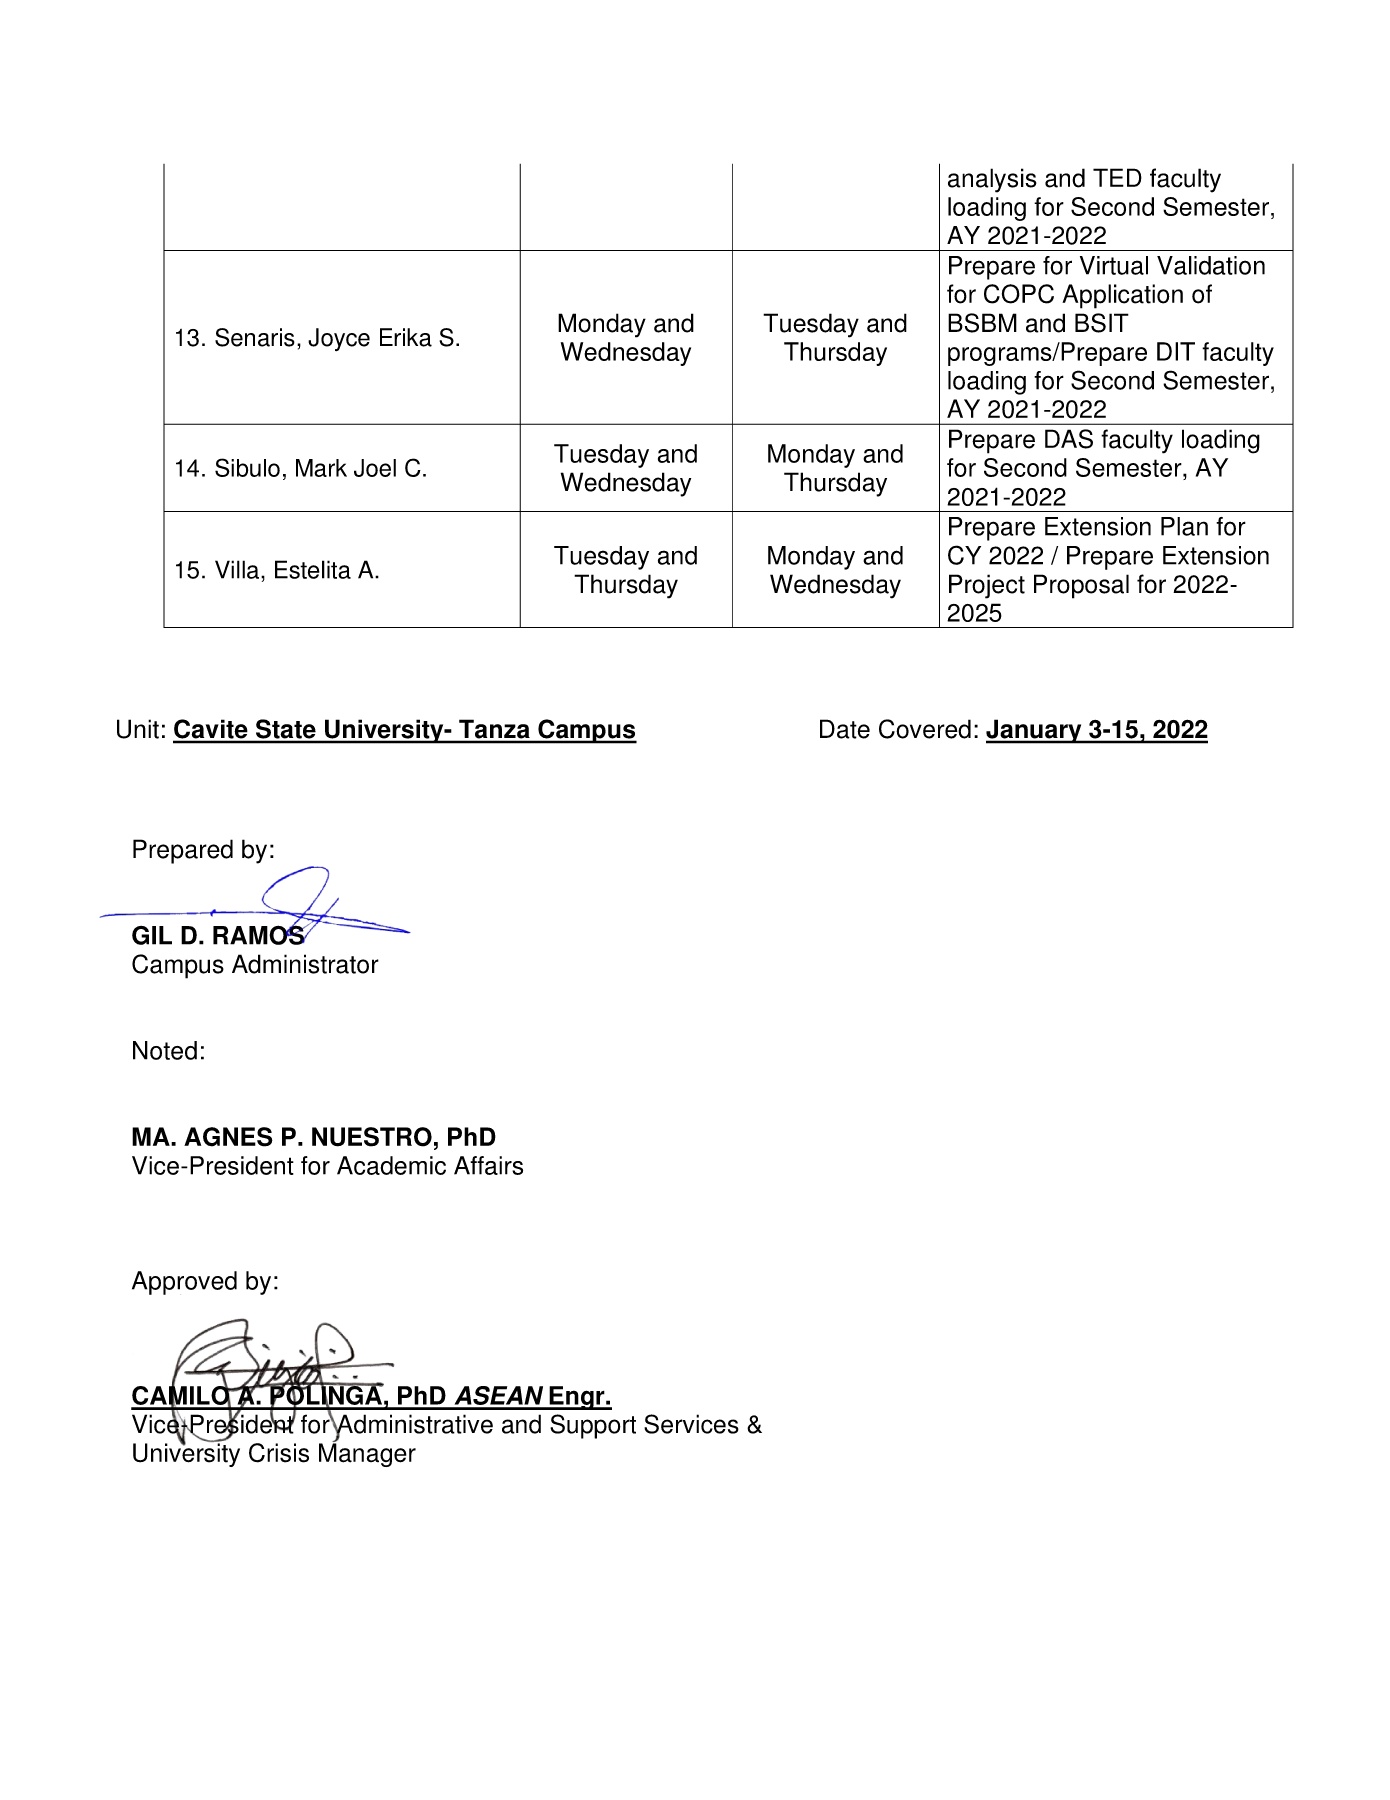 analysis and TED faculty
loading for Second Semester,
AY 2021-2022
13. Senaris, Joyce Erika S.
Monday and
Wednesday
Tuesday and
Thursday
Prepare for Virtual Validation
for COPC Application of
BSBM and BSIT
programs/Prepare DIT faculty
loading for Second Semester,
AY 2021-2022
14. Sibulo, Mark Joel C.
Tuesday and
Wednesday
Monday and
Thursday
Prepare DAS faculty loading
for Second Semester, AY
2021-2022
15. Villa, Estelita A.
Tuesday and
Thursday
Monday and
Wednesday
Prepare Extension Plan for
CY 2022 / Prepare Extension
Project Proposal for 2022-
2025
Unit: Cavite State University- Tanza Campus
Date Covered: January 3-15, 2022
Prepared by:
GIL D. RAMOS
Campus Administrator
Noted:
MA. AGNES P. NUESTRO, PhD
Vice-President for Academic Affairs
Approved by:
CAMILO A. POLINGA, PhD ASEAN Engr.
Vice-President for Administrative and Support Services &
University Crisis Manager